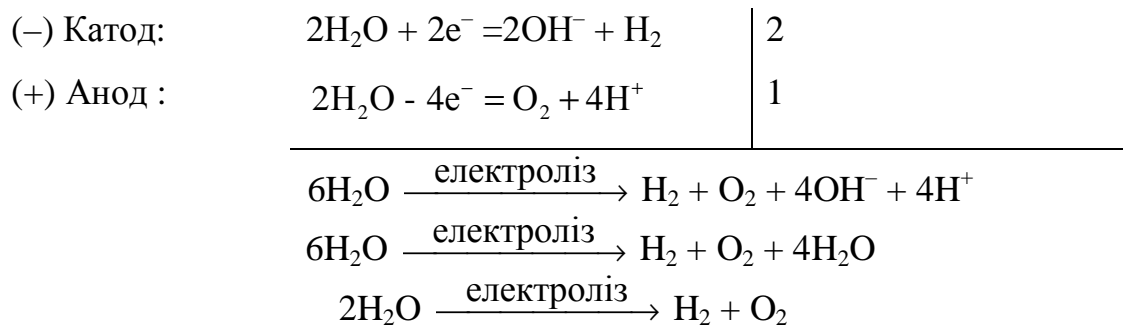 (–) Катод: 2H₂O + 2e⁻ =2OH⁻ + H₂ 2
(+) Анод : 2H₂O - 4e⁻ = O₂ + 4H⁺ 1
6H₂O електроліз → H₂ + O₂ + 4OH⁻ + 4H⁺
6H₂O електроліз → H₂ + O₂ + 4H₂O
2H₂O електроліз → H₂ + O₂